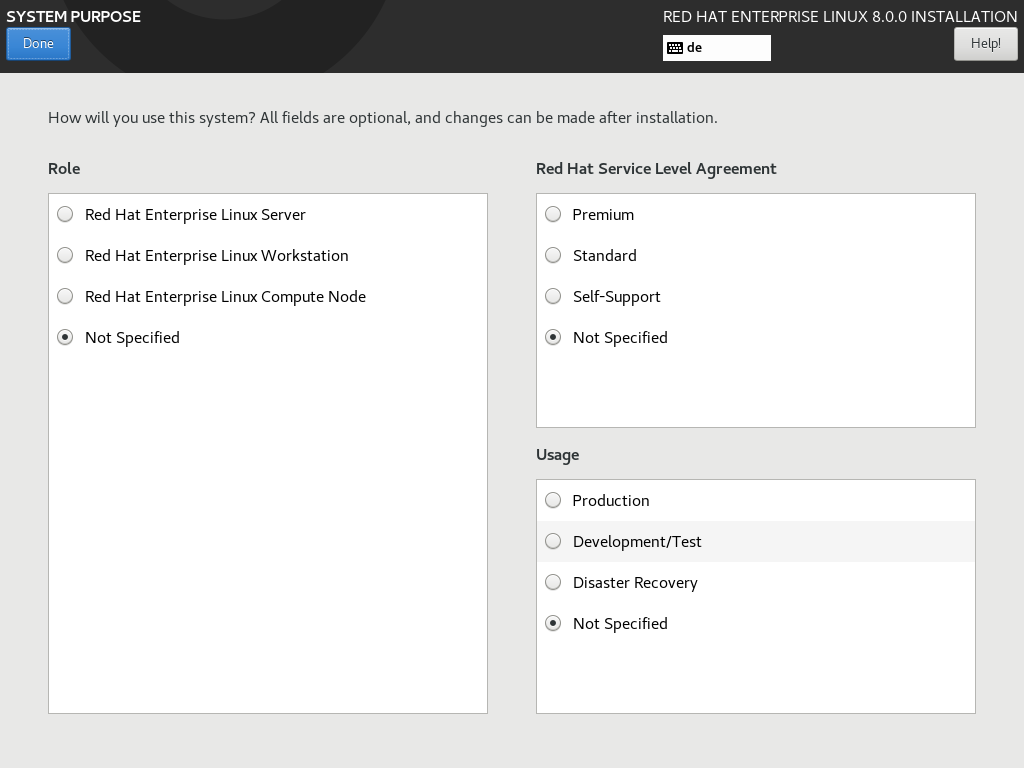 SYSTEM PURPOSE
RED HAT ENTERPRISE LINUX 8.0.0 INSTALLATION
Done
de
Help!
How will you use this system? All fields are optional, and changes can be made after installation.
Role
Red Hat Enterprise Linux Server
Red Hat Enterprise Linux Workstation
Red Hat Enterprise Linux Compute Node
Not Specified
Red Hat Service Level Agreement
Premium
Standard
Self-Support
Not Specified
Usage
Production
Development/Test
Disaster Recovery
Not Specified